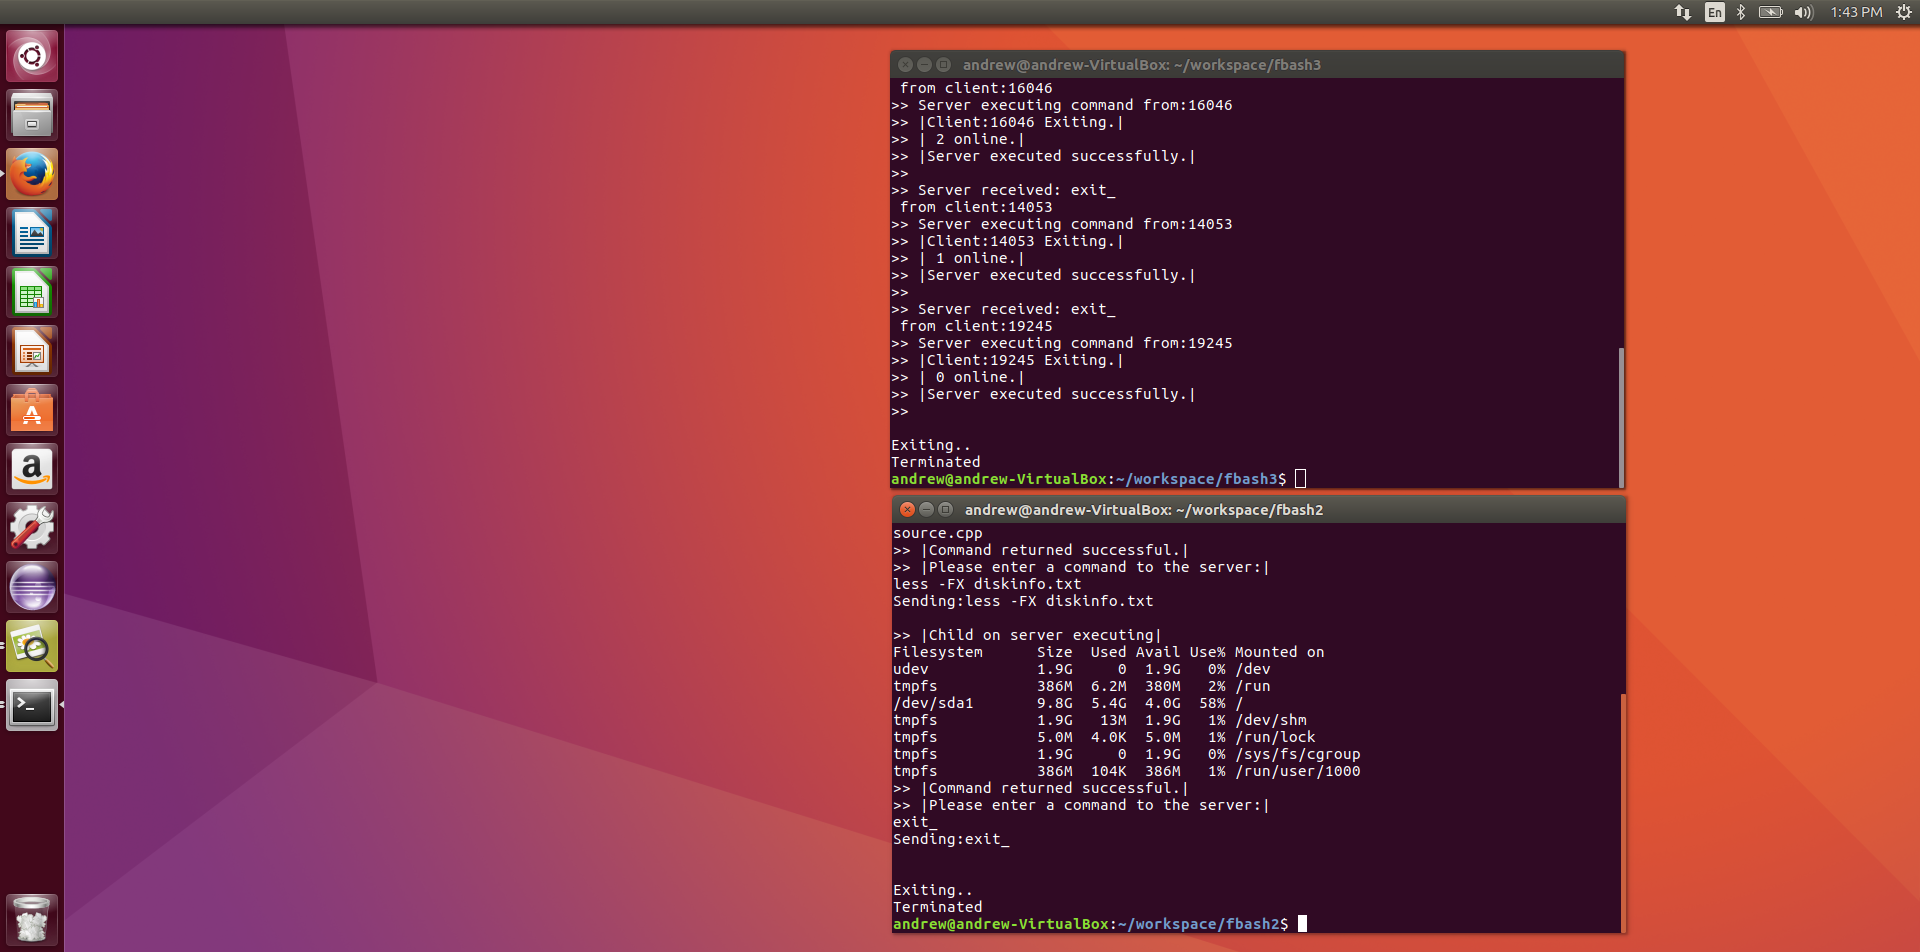 En 1:43 PM
andrew@andrew-VirtualBox: ~/workspace/fbash3
from client:16046
>> Server executing command from:16046
>> |Client:16046 Exiting.|
>> | 2 online.|
>> |Server executed successfully.|
>>
>> Server received: exit_
from client:14053
>> Server executing command from:14053
>> |Client:14053 Exiting.|
>> | 1 online.|
>> |Server executed successfully.|
>>
>> Server received: exit_
from client:19245
>> Server executing command from:19245
>> |Client:19245 Exiting.|
>> | 0 online.|
>> |Server executed successfully.|
>>
Exiting..
Terminated
andrew@andrew-VirtualBox:~/workspace/fbash3$
andrew@andrew-VirtualBox: ~/workspace/fbash2
source.cpp
>> |Command returned successful.|
>> |Please enter a command to the server:|
less -FX diskinfo.txt
Sending:less -FX diskinfo.txt
>> |Child on server executing|
Filesystem Size Used Avail Use% Mounted on
udev 1.9G 0 1.9G 0% /dev
tmpfs 386M 6.2M 380M 2% /run
/dev/sda1 9.8G 5.4G 4.0G 58% /
tmpfs 1.9G 13M 1.9G 1% /dev/shm
tmpfs 5.0M 4.0K 5.0M 1% /run/lock
tmpfs 1.9G 0 1.9G 0% /sys/fs/cgroup
tmpfs 386M 104K 386M 1% /run/user/1000
>> |Command returned successful.|
>> |Please enter a command to the server:|
exit_
Sending:exit_
Exiting..
Terminated
andrew@andrew-VirtualBox:~/workspace/fbash2$